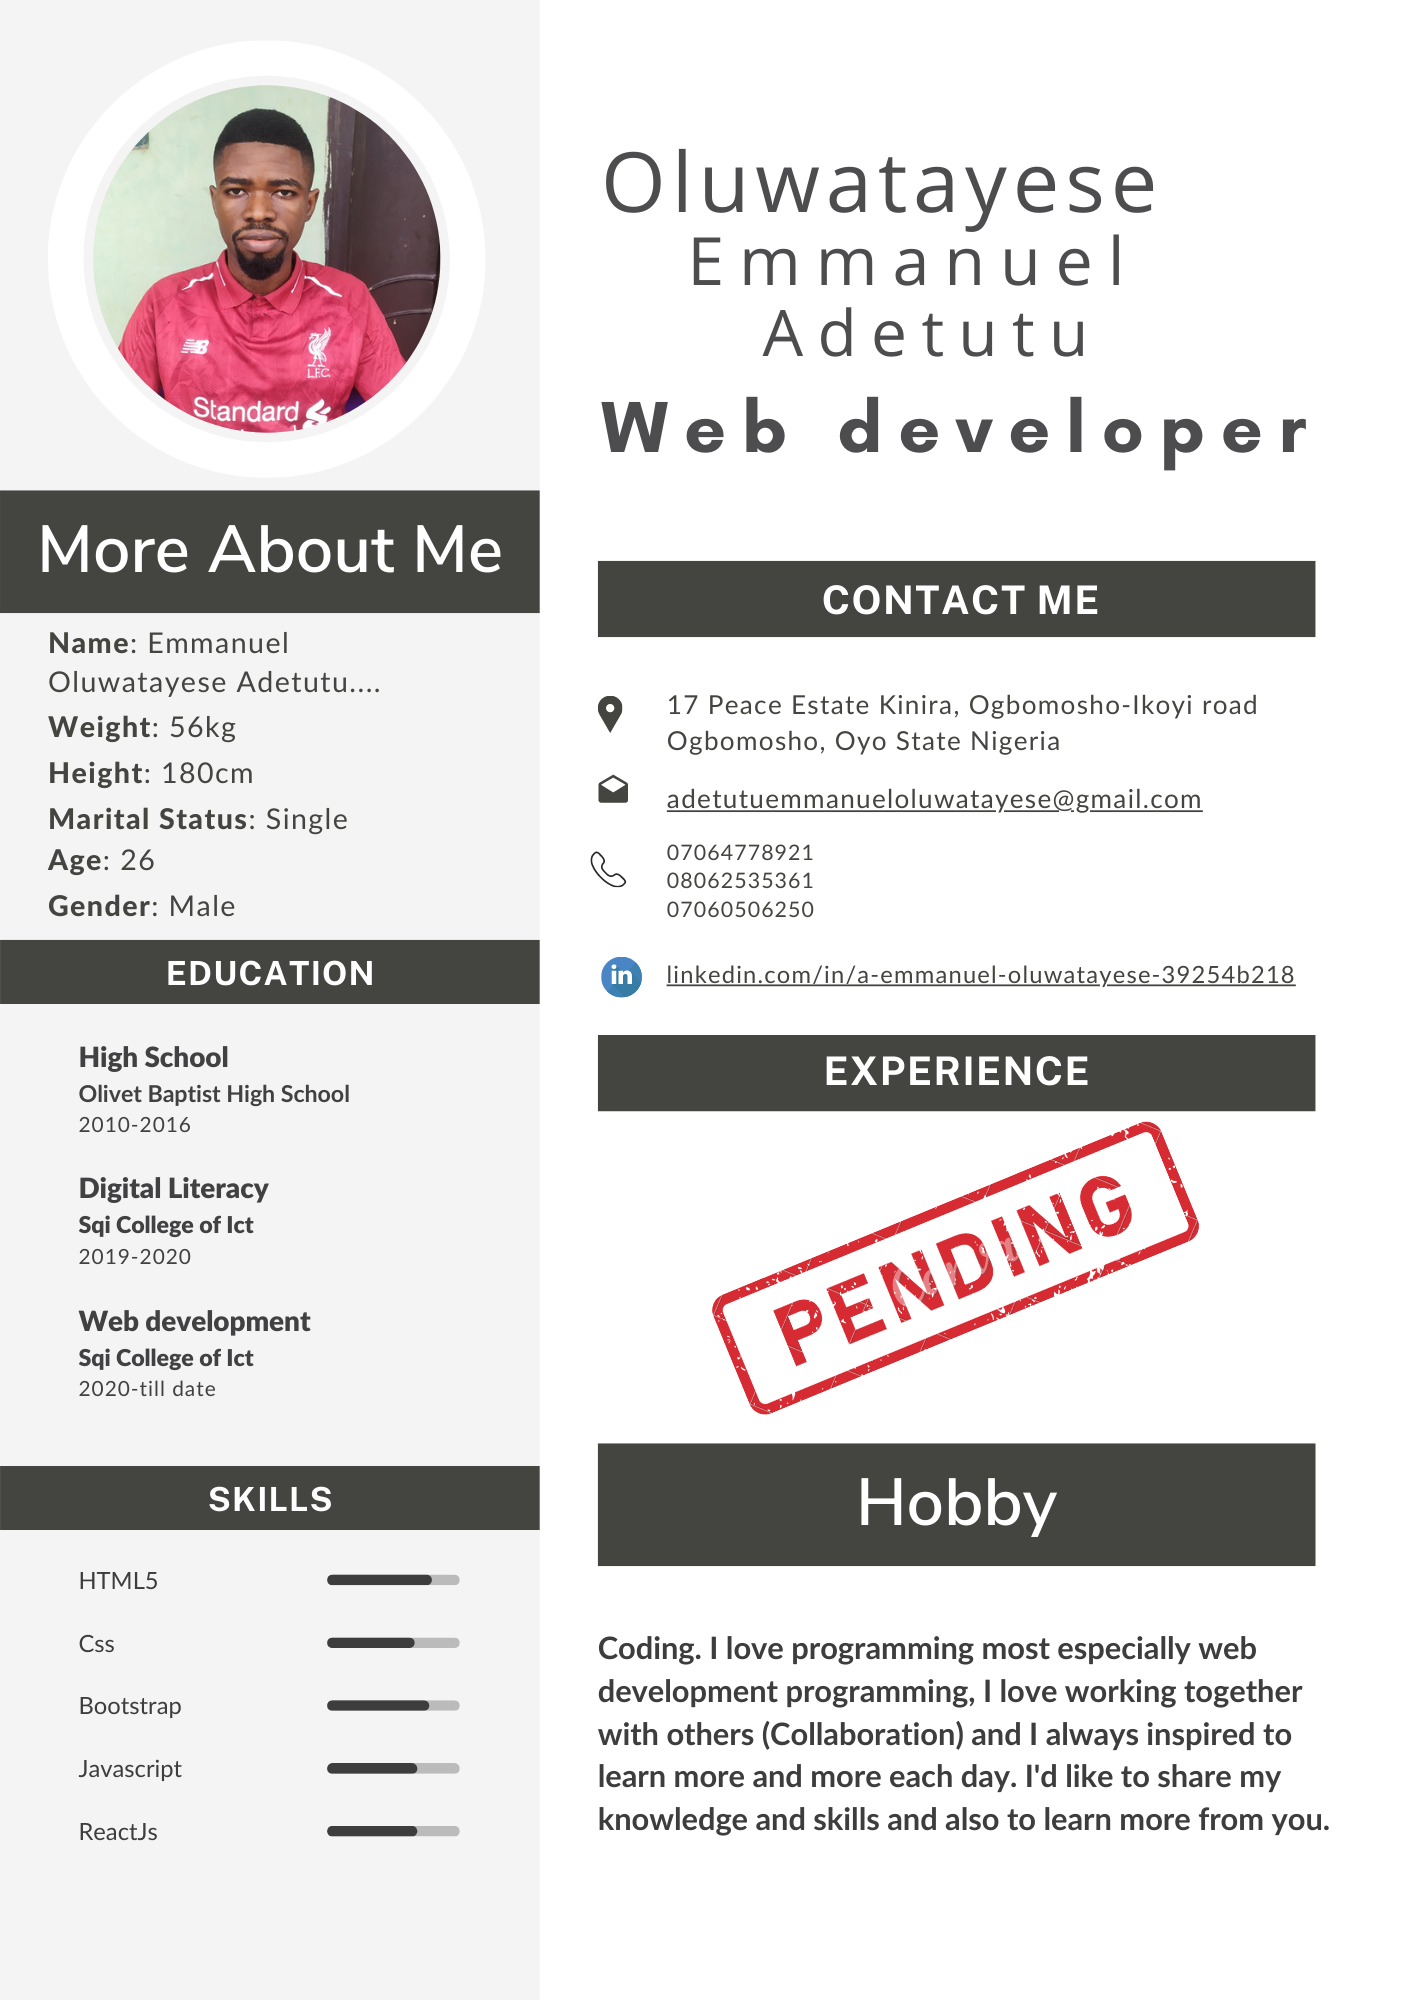 Oluwatayese
Emmanuel
Adetutu
Web developer
L.F.C.
Standard
More About Me
Name: Emmanuel
Oluwatayese Adetutu....
Weight: 56kg
Height: 180cm
Marital Status: Single
Age: 26
Gender: Male
EDUCATION
High School
Olivet Baptist High School
2010-2016
Digital Literacy
Sqi College of Ict
2019-2020
Web development
Sqi College of Ict
2020-till date
SKILLS
HTML5
Css
Bootstrap
Javascript
ReactJs
CONTACT ME
17 Peace Estate Kinira, Ogbomosho-Ikoyi road
Ogbomosho, Oyo State Nigeria
adetutuemmanueloluwatayese@gmail.com
07064778921
08062535361
07060506250
in
linkedin.com/in/a-emmanuel-oluwatayese-39254b218
EXPERIENCE
PENDING
Hobby
Coding. I love programming most especially web
development programming, I love working together
with others (Collaboration) and I always inspired to
learn more and more each day. I'd like to share my
knowledge and skills and also to learn more from you.